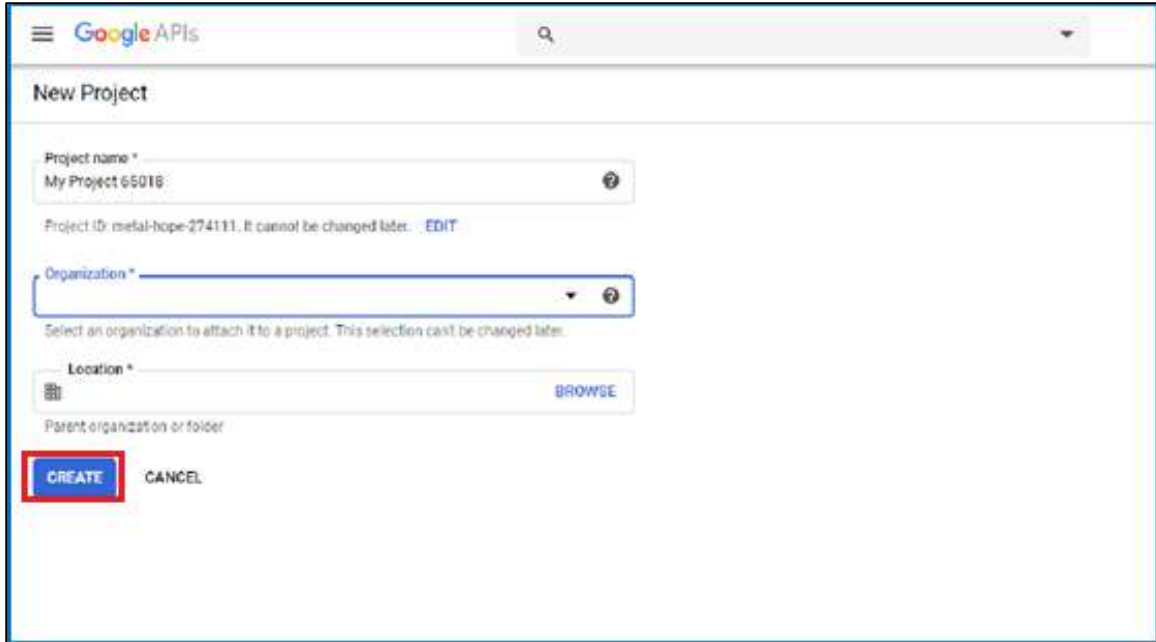 Google APIs
New Project
Project name *
My Project 65018
Project ID: metal-hope-274111. It cannot be changed later. EDIT
Organization *
Select an organization to attach it to a project. This selection can't be changed later.
Location *
BROWSE
Parent organization or folder
CREATE CANCEL